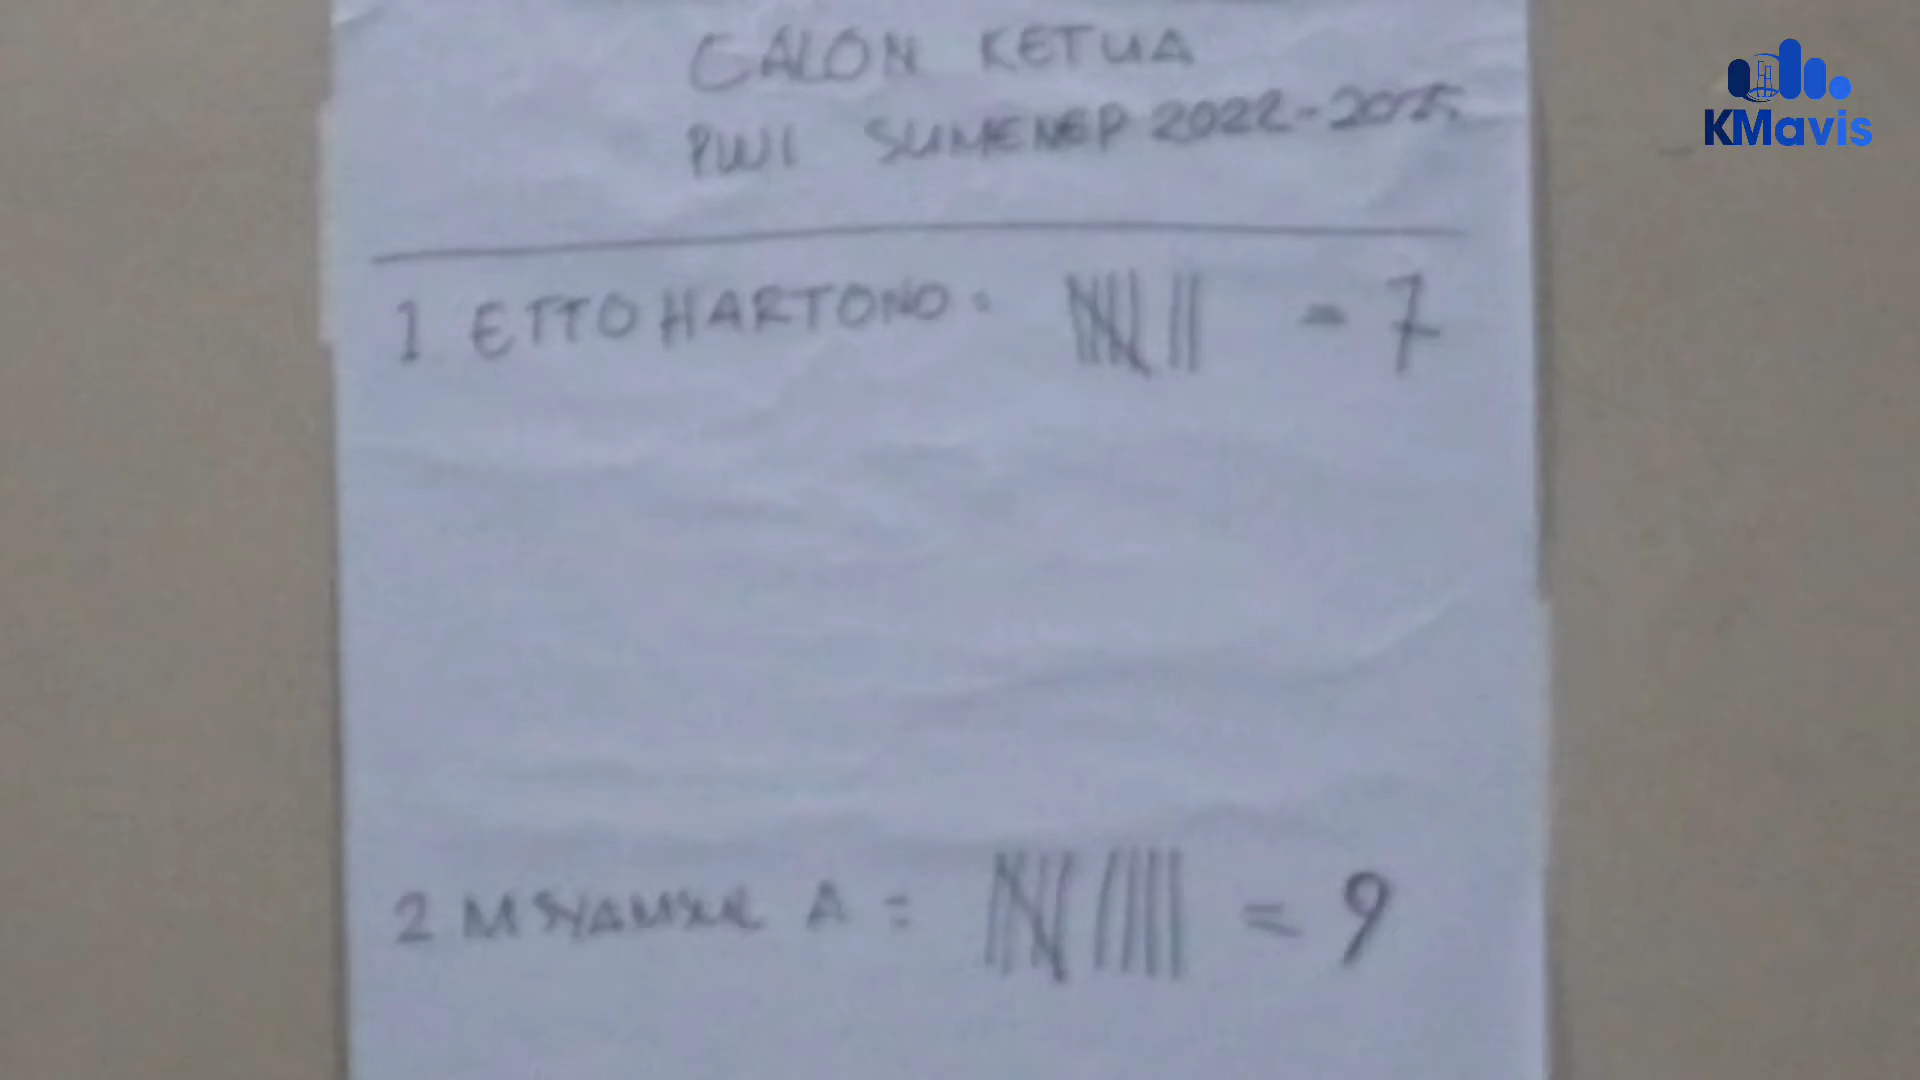 CALON KETUA
KMavis
PWI SUMENEP 2022-2025
1 ETTO HARTONO = = 7
2 M SYAMSUL A = = 9